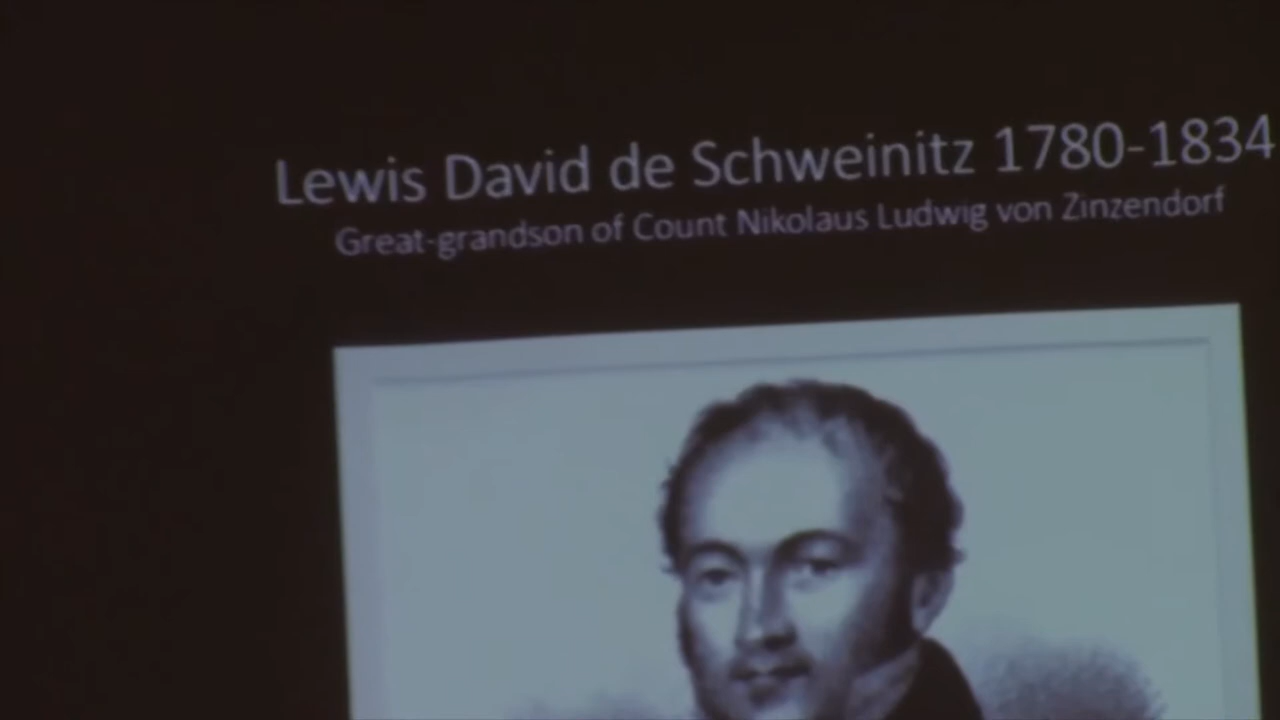 Lewis David de Schweinitz 1780-1834
Great-grandson of Count Nikolaus Ludwig von Zinzendorf